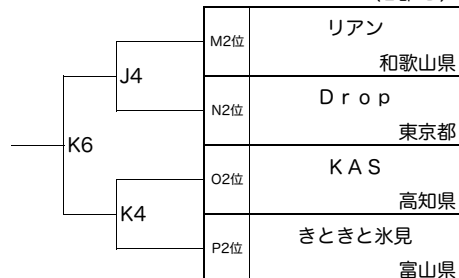 M2位
リアン
和歌山県
J4
N2位
Ｄｒｏｐ
東京都
K6
O2位
ＫＡＳ
高知県
K4
P2位
きときと氷見
富山県